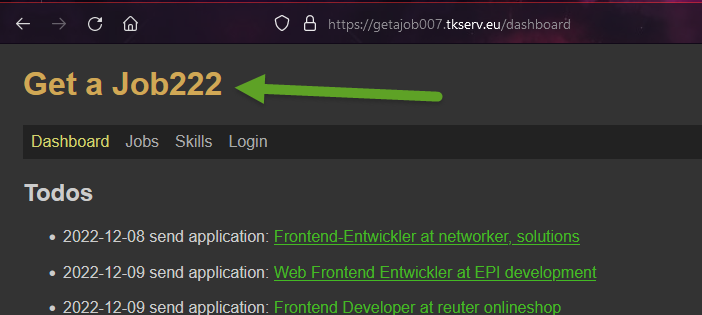 https://getajob007.tkserv.eu/dashboard
Get a Job222
Dashboard Jobs Skills Login
Todos
2022-12-08 send application: Frontend-Entwickler at networker, solutions
2022-12-09 send application: Web Frontend Entwickler at EPI development
2022-12-09 send application: Frontend Developer at reuter onlineshop